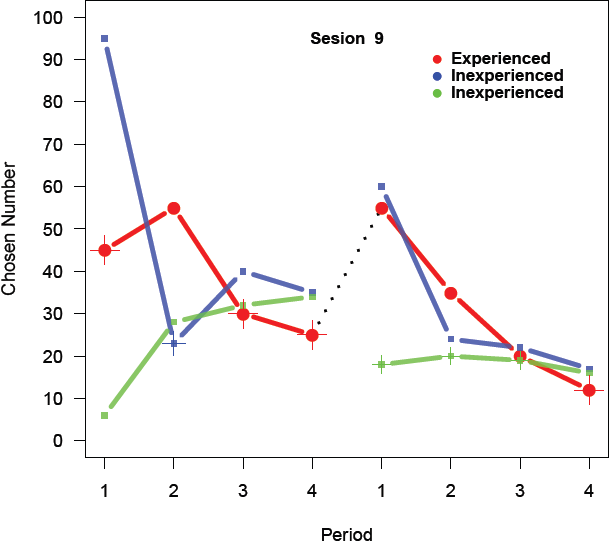 Sesion 9
Experienced
Inexperienced
Inexperienced
Chosen Number
100
90
80
70
60
50
40
30
20
10
0
1 2 3 4 1 2 3 4
Period